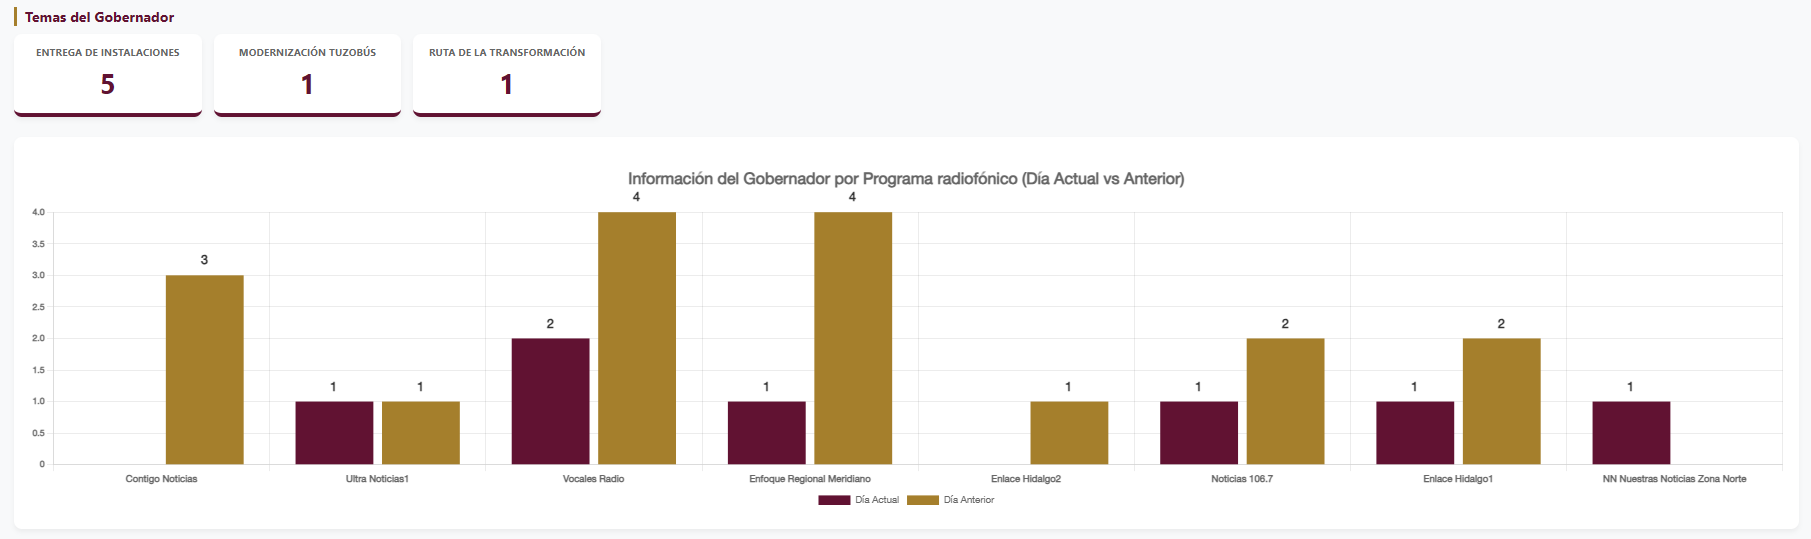 Temas del Gobernador
ENTREGA DE INSTALACIONES
5
MODERNIZACIÓN TUZOBÚS
1
RUTA DE LA TRANSFORMACIÓN
1
Información del Gobernador por Programa radiofónico (Día Actual vs Anterior)
4.0
3.5
3.0
2.5
2.0
1.5
1.0
0.5
0
3
1
1
2
4
1
4
1
1
2
1
2
1
Contigo Noticias
Ultra Noticias1
Vocales Radio
Enfoque Regional Meridiano
Enlace Hidalgo2
Noticias 106.7
Enlace Hidalgo1
NN Nuestras Noticias Zona Norte
Día Actual
Día Anterior